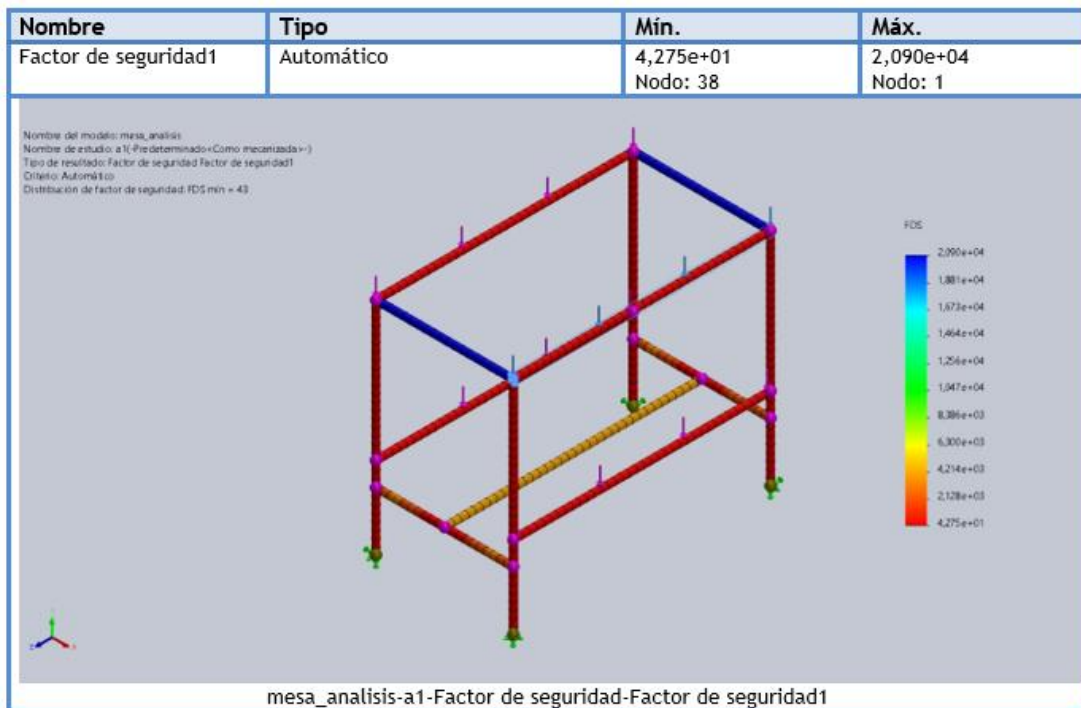 Nombre Tipo Mín. Máx.
Factor de seguridad1 Automático 4,275e+01 2,090e+04
Nodo: 38 Nodo: 1
Nombre del modelo: mesa_analisis
Nombre de estudio: a1(-Predeterminado<Como mecanizada>-)
Tipo de resultado: Factor de seguridad Factor de seguridad1
Criterio: Automático
Distribución de factor de seguridad: FDS mín = 43
FDS
2,090e+04
1,881e+04
1,673e+04
1,464e+04
1,256e+04
1,047e+04
8,386e+03
6,300e+03
4,214e+03
2,128e+03
4,275e+01
Y
Z
X
mesa_analisis-a1-Factor de seguridad-Factor de seguridad1